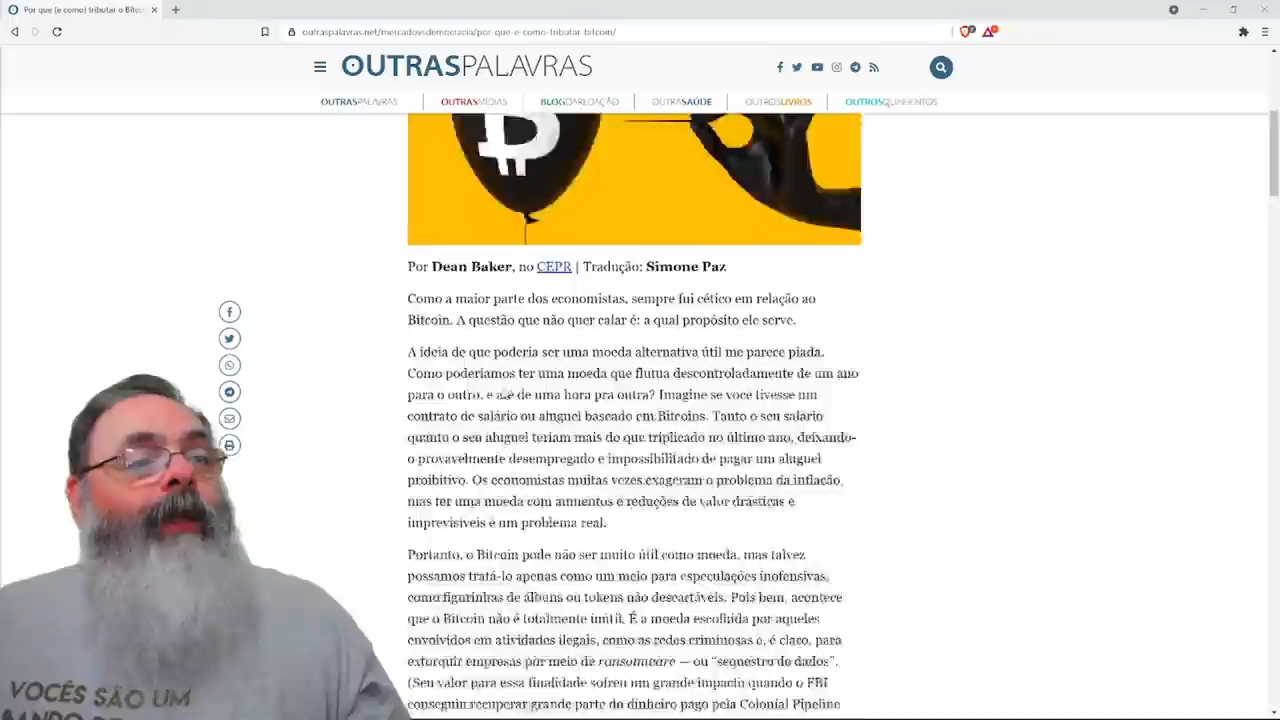 Por que (e como) tributar o Bitco
outraspalavras.net/mercadovsdemocracia/por-que-e-como-tributar-bitcoin/
OUTRASPALAVRAS
OUTRASPALAVRAS OUTRASMÍDIAS BLOGDAREDAÇÃO OUTRASAÚDE OUTROSLIVROS OUTROSQUINHENTOS
Por Dean Baker, no CEPR | Tradução: Simone Paz
Como a maior parte dos economistas, sempre fui cético em relação ao
Bitcoin. A questão que não quer calar é: a qual propósito ele serve.
A ideia de que poderia ser uma moeda alternativa útil me parece piada.
Como poderíamos ter uma moeda que flutua descontroladamente de um ano
para o outro, e até de uma hora pra outra? Imagine se você tivesse um
contrato de salário ou aluguel baseado em Bitcoins. Tanto o seu salário
quanto o seu aluguel teriam mais do que triplicado no último ano, deixando-
o provavelmente desempregado e impossibilitado de pagar um aluguel
proibitivo. Os economistas muitas vezes exageram o problema da inflação,
mas ter uma moeda com aumentos e reduções de valor drásticas e
imprevisíveis é um problema real.
Portanto, o Bitcoin pode não ser muito útil como moeda, mas talvez
possamos tratá-lo apenas como um meio para especulações inofensivas,
como figurinhas de álbuns ou tokens não descartáveis. Pois bem, acontece
que o Bitcoin não é totalmente inútil. É a moeda escolhida por aqueles
envolvidos em atividades ilegais, como as redes criminosas e, é claro, para
extorquir empresas por meio de ransomware — ou “sequestro de dados”.
(Seu valor para essa finalidade sofreu um grande impacto quando o FBI
conseguiu recuperar grande parte do dinheiro pago pela Colonial Pipeline
VOCÊS SÃO UM